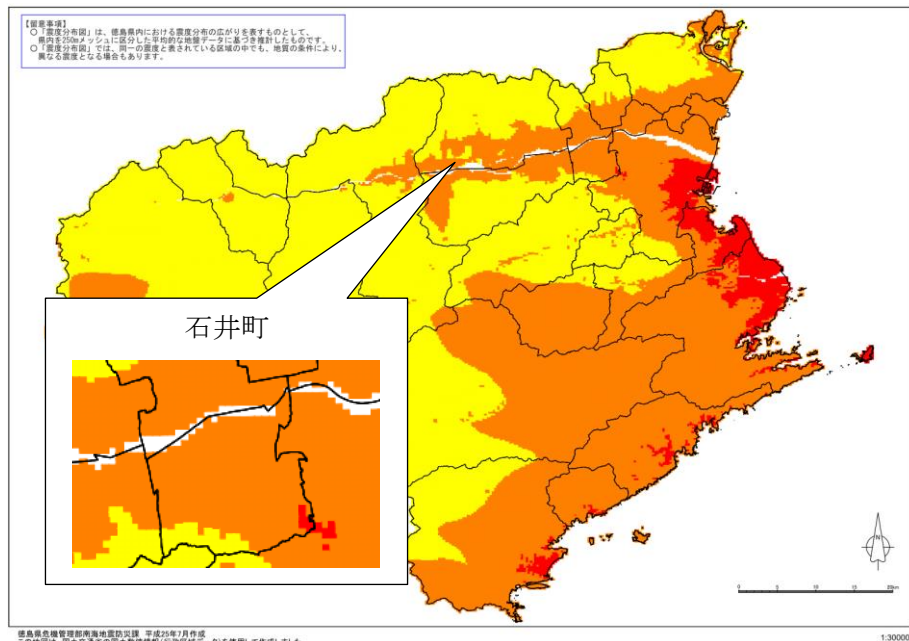 【留意事項】
○「震度分布図」は、徳島県内における震度分布の広がりを表すものとして、
県内を250mメッシュに区分した平均的な地盤データに基づき推計したものです。
○「震度分布図」では、同一の震度と表されている区域の中でも、地質の条件により、
異なる震度となる場合もあります。
石井町
N
0
徳島県危機管理部南海地震防災課 平成25年7月作成